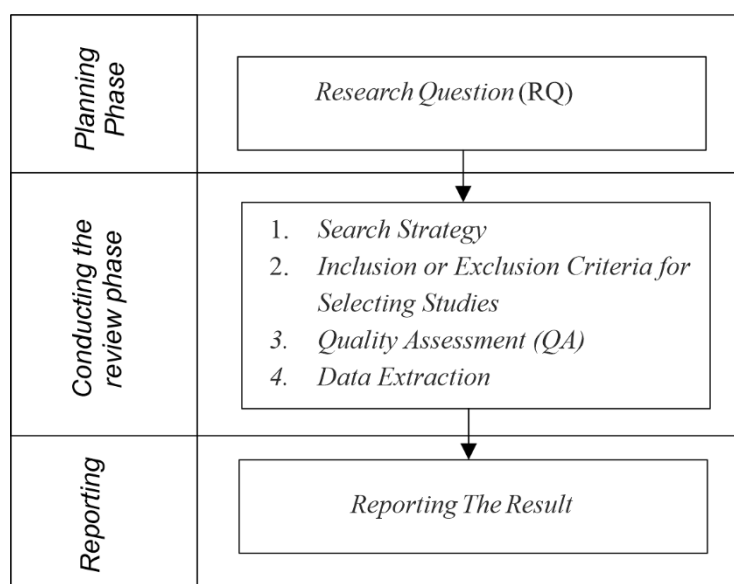 Planning
Phase
Research Question (RQ)
Conducting the
review phase
1. Search Strategy
2. Inclusion or Exclusion Criteria for
Selecting Studies
3. Quality Assessment (QA)
4. Data Extraction
Reporting
Reporting The Result